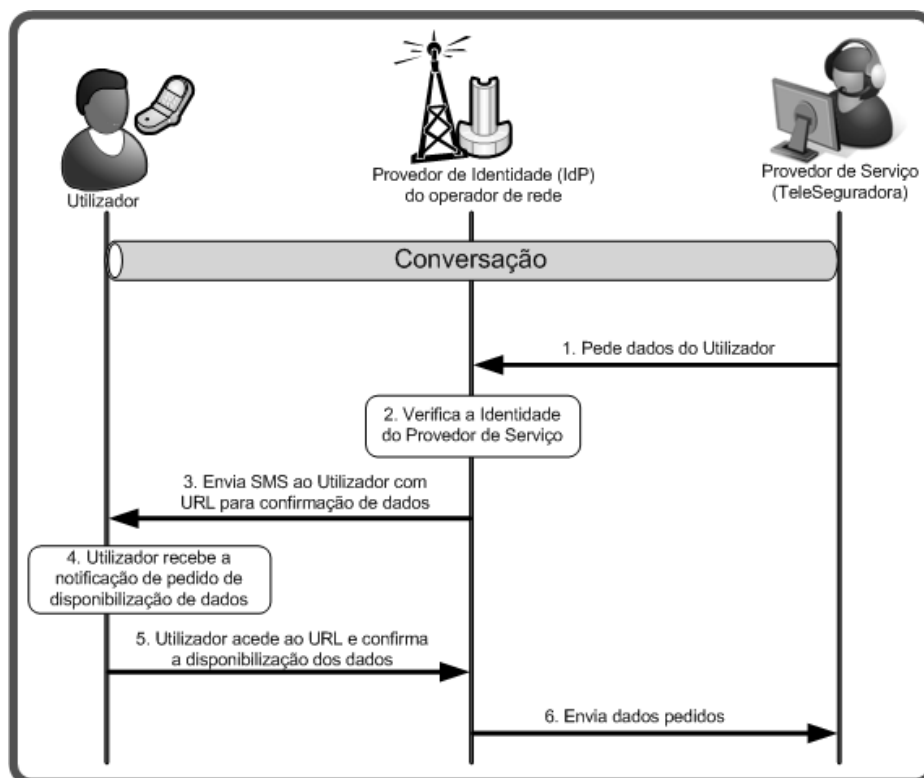 Utilizador
Provedor de Identidade (IdP)
do operador de rede
Provedor de Serviço
(TeleSeguradora)
Conversação
1. Pede dados do Utilizador
2. Verifica a Identidade
do Provedor de Serviço
3. Envia SMS ao Utilizador com
URL para confirmação de dados
4. Utilizador recebe a
notificação de pedido de
disponibilização de dados
5. Utilizador acede ao URL e confirma
a disponibilização dos dados
6. Envia dados pedidos